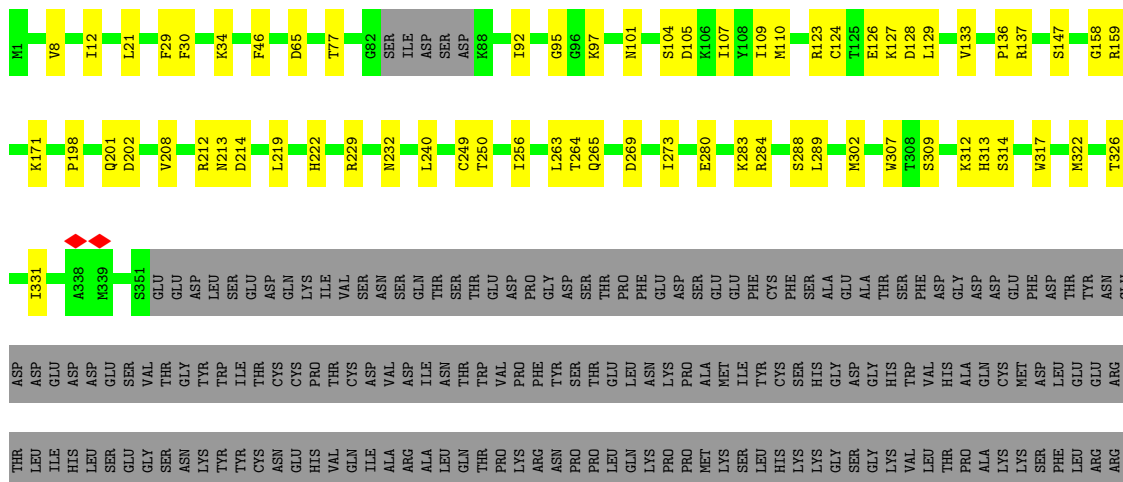 M1 V8 I12 L21 F29 F30 K34 F46 D65 T77 G82 SER ILE ASP SER ASP K88 I92 G95 G96 K97 N101 S104 D105 K106 I107 Y108 I109 M110 R123 C124 T125 E126 K127 D128 L129 V133 P136 R137 S147 G158 R159
K171 P198 Q201 D202 V208 R212 N213 D214 L219 H222 R229 N232 L240 C249 T250 I256 L263 T264 Q265 D269 I273 E280 K283 R284 S288 L289 M302 W307 T308 S309 K312 H313 S314 W317 M322 T326
I331 A338 M339 S351 GLU GLU ASP LEU SER GLU ASP GLN LYS ILE VAL SER ASN SER GLN THR SER THR GLU ASP PRO GLY ASP SER THR PRO PHE GLU ASP SER GLU GLU PHE CYS PHE SER ALA GLU ALA THR SER PHE ASP GLY ASP ASP GLU PHE ASP THR TYR ASN
ASP ASP GLU ASP ASP GLU SER VAL THR GLY TYR TRP ILE THR CYS CYS PRO THR CYS ASP VAL ASP ILE ASN THR TRP VAL PRO PHE TYR SER THR GLU LEU ASN LYS PRO PRO ALA MET ILE TYR CYS SER HIS GLY ASP GLY HIS TRP VAL HIS ALA GLN CYS MET ASP LEU GLU GLU ARG
THR LEU ILE HIS LEU SER GLU GLY SER ASN LYS TYR TYR CYS ASN GLU HIS VAL GLN ILE ALA ARG ALA LEU GLN THR PRO LYS ARG ASN PRO PRO LEU GLN LYS PRO PRO MET LYS SER LEU HIS LYS LYS GLY SER GLY LYS VAL LEU THR PRO ALA LYS LYS SER PHE LEU ARG ARG